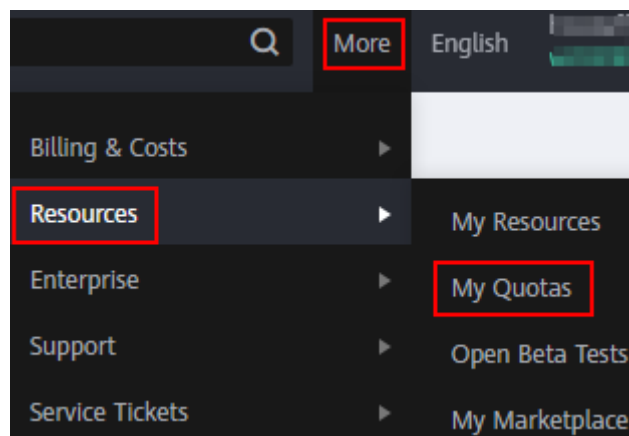 More English
Billing & Costs
Resources
My Resources
Enterprise
My Quotas
Support
Open Beta Tests
Service Tickets
My Marketplace